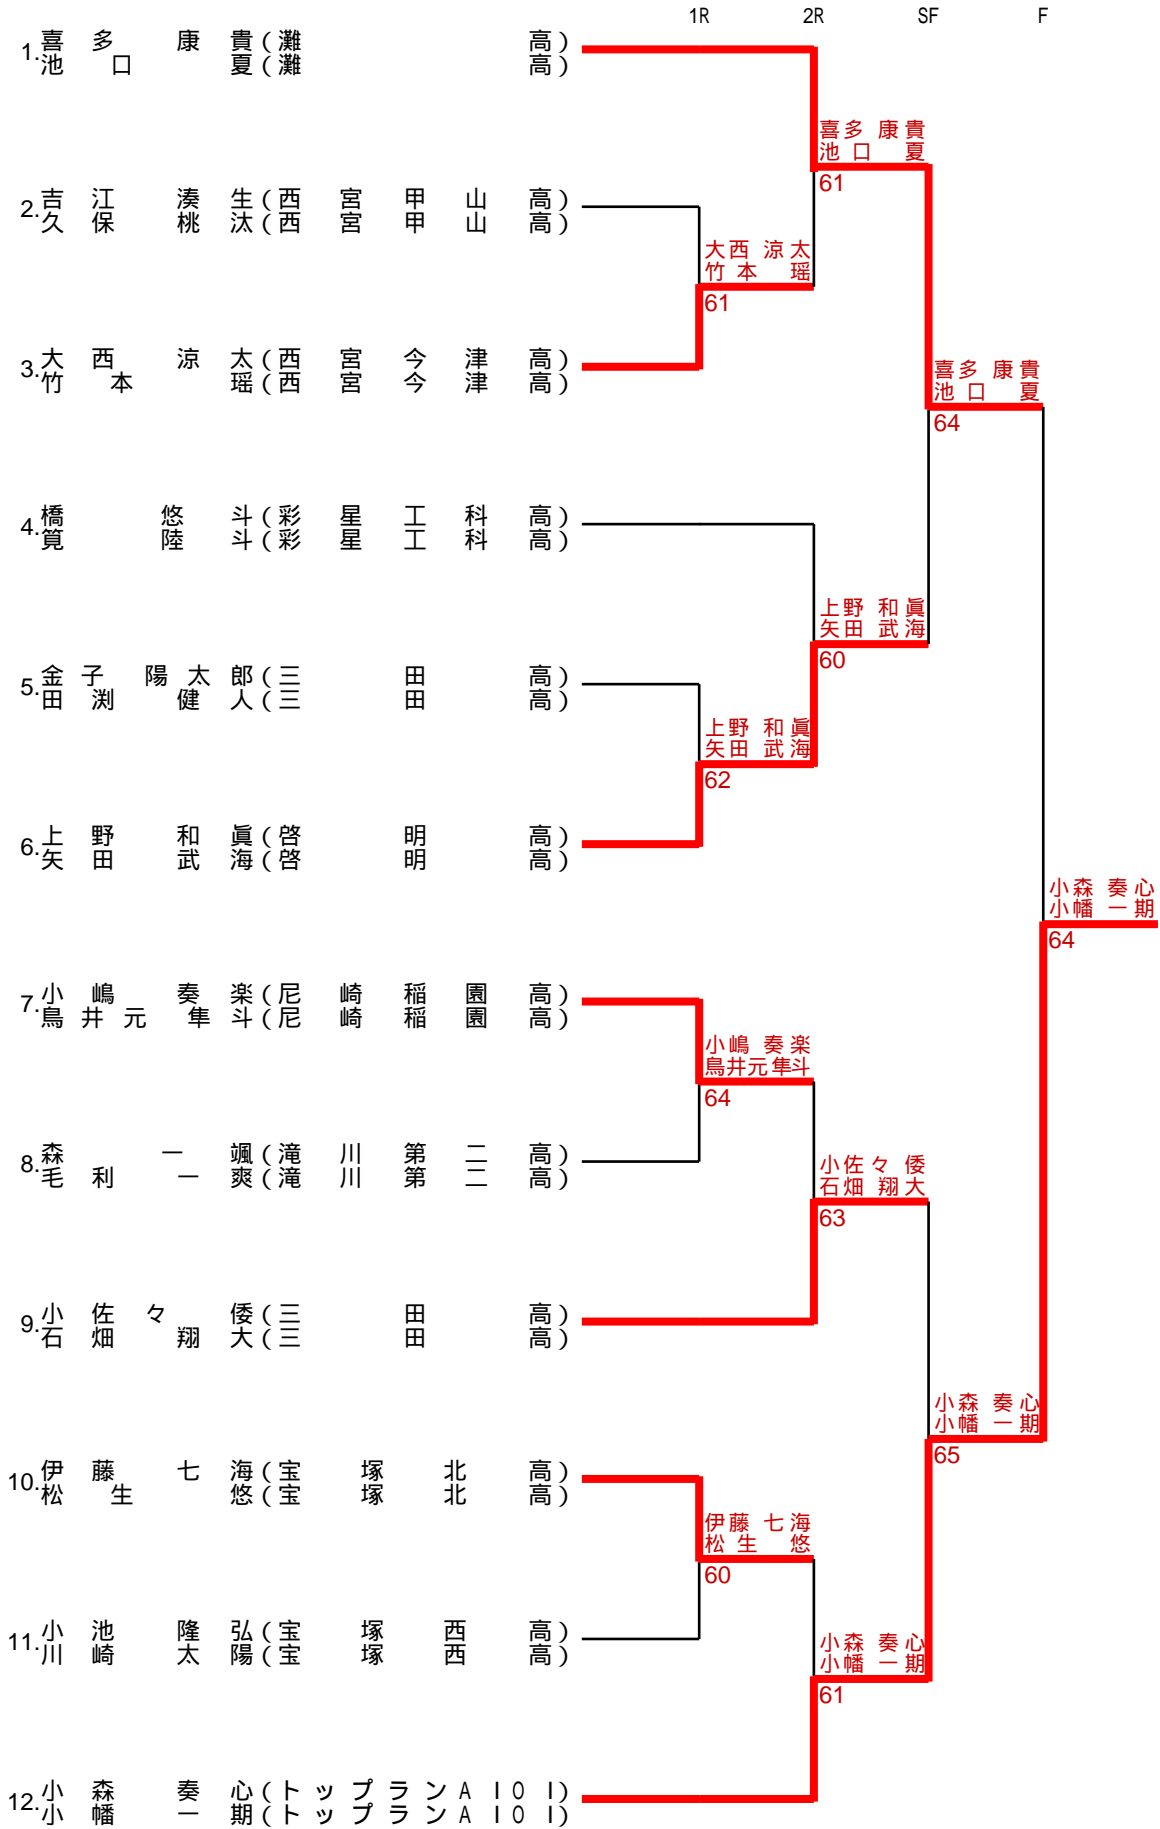 1R 2R SF F
1. 喜多 康貴(灘高)
池口 夏(灘高)
喜多 康貴
池口 夏
61
2. 吉江 湊生(西宮甲山高)
久保 桃汰(西宮甲山高)
大西 涼太
竹本 瑶
61
3. 大西 涼太(西宮今津高)
竹本 瑶(西宮今津高)
喜多 康貴
池口 夏
64
4. 橋 悠斗(彩星工科高)
筧 陸斗(彩星工科高)
上野 和眞
矢田 武海
60
5. 金子 陽太郎(三田高)
田渕 健人(三田高)
上野 和眞
矢田 武海
62
6. 上野 和眞(啓明高)
矢田 武海(啓明高)
小森 奏心
小幡 一期
64
7. 小嶋 奏楽(尼崎稲園高)
鳥井元 隼斗(尼崎稲園高)
小嶋 奏楽
鳥井元 隼斗
64
8. 森 一颯(滝川第二高)
毛利 一爽(滝川第二高)
小佐々 倭
石畑 翔大
63
9. 小佐々 倭(三田高)
石畑 翔大(三田高)
小森 奏心
小幡 一期
65
10. 伊藤 七海(宝塚北高)
松生 悠(宝塚北高)
伊藤 七海
松生 悠
60
11. 小池 隆弘(宝塚西高)
川崎 太陽(宝塚西高)
小森 奏心
小幡 一期
61
12. 小森 奏心(トップランAIOI)
小幡 一期(トップランAIOI)